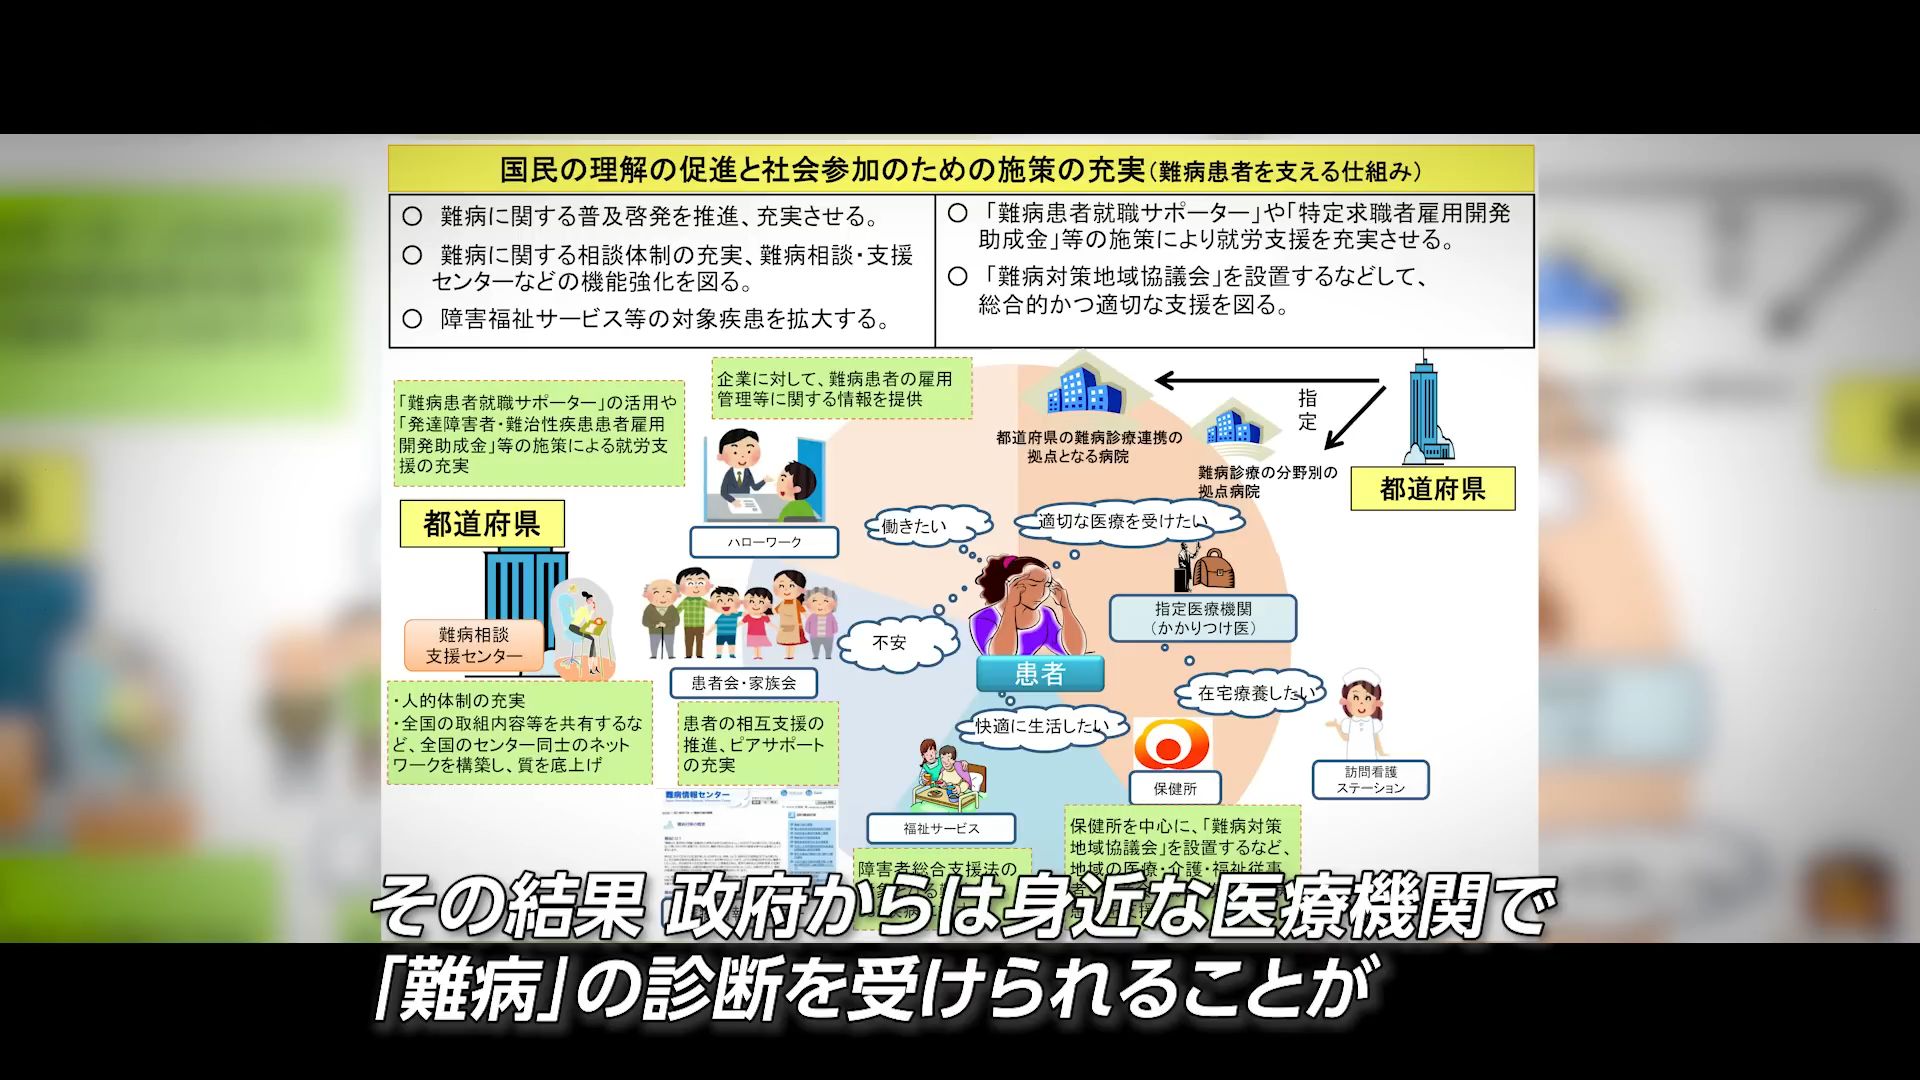 国民の理解の促進と社会参加のための施策の充実(難病患者を支える仕組み)
○ 難病に関する普及啓発を推進、充実させる。
○ 難病に関する相談体制の充実、難病相談・支援
センターなどの機能強化を図る。
○ 障害福祉サービス等の対象疾患を拡大する。
○ 「難病患者就職サポーター」や「特定求職者雇用開発
助成金」等の施策により就労支援を充実させる。
○ 「難病対策地域協議会」を設置するなどして、
総合的かつ適切な支援を図る。
「難病患者就職サポーター」の活用や
「発達障害者・難治性疾患患者雇用
開発助成金」等の施策による就労支
援の充実
企業に対して、難病患者の雇用
管理等に関する情報を提供
都道府県の難病診療連携の
拠点となる病院
指
定
難病診療の分野別の
拠点病院
都道府県
都道府県
ハローワーク
働きたい
適切な医療を受けたい
指定医療機関
(かかりつけ医)
難病相談
支援センター
不安
患者
患者会・家族会
在宅療養したい
・人的体制の充実
・全国の取組内容等を共有するな
ど、全国のセンター同士のネット
ワークを構築し、質を底上げ
患者の相互支援の
推進、ピアサポート
の充実
快適に生活したい
保健所
訪問看護
ステーション
難病情報センター
福祉サービス
障害者総合支援法の
保健所を中心に、「難病対策
地域協議会」を設置するなど、
地域の医療・介護・福祉従事
その結果 政府からは身近な医療機関で
「難病」の診断を受けられることが